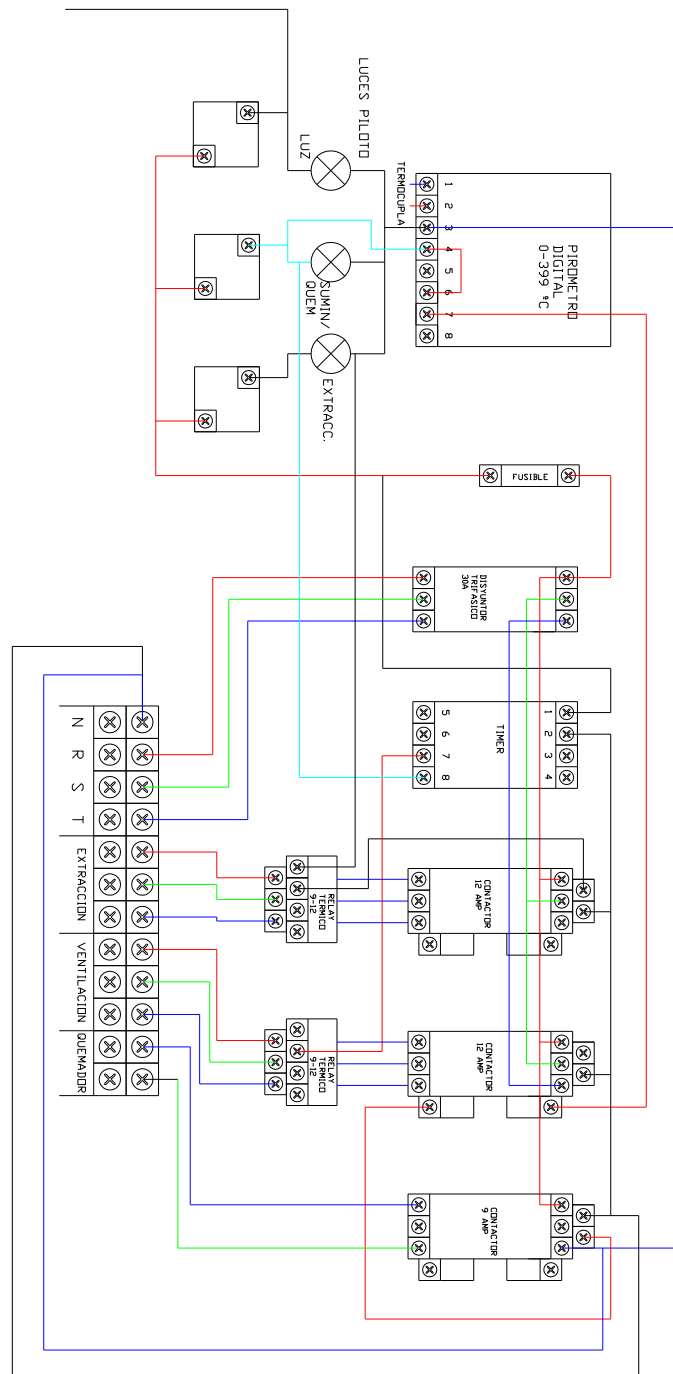 LUCES PILOTO
LUZ
SUMIN/
QUEM
EXTRACC.
TERMOCUPLA
1
2
3
4
5
6
7
8
PIROMETRO
DIGITAL
0-399 °C
FUSIBLE
DISYUNTOR
TRIFASICO
30A
5
6
7
8
TIMER
1
2
3
4
N
R
S
T
EXTRACCION
VENTILACION
QUEMADOR
RELAY
TERMICO
9-12
CONTACTOR
12 AMP
RELAY
TERMICO
9-12
CONTACTOR
12 AMP
CONTACTOR
9 AMP